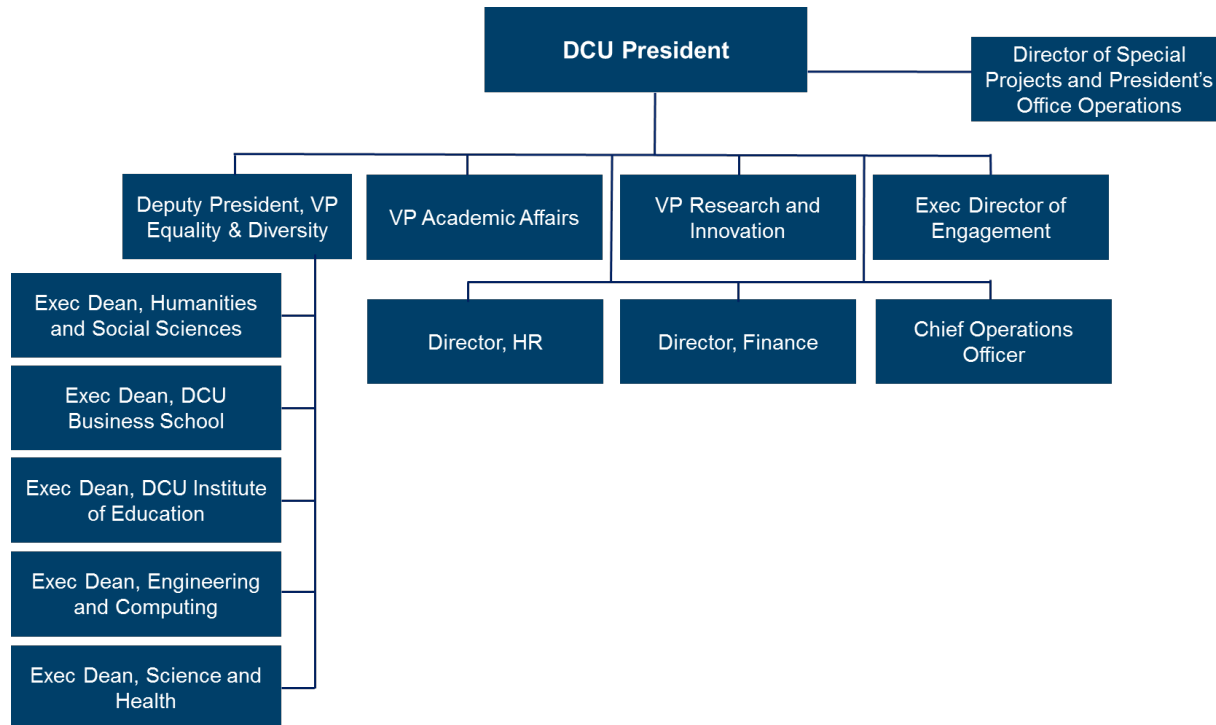 DCU President
Director of Special
Projects and President’s
Office Operations
Deputy President, VP
Equality & Diversity
VP Academic Affairs
VP Research and
Innovation
Exec Director of
Engagement
Exec Dean, Humanities
and Social Sciences
Director, HR
Director, Finance
Chief Operations
Officer
Exec Dean, DCU
Business School
Exec Dean, DCU Institute
of Education
Exec Dean, Engineering
and Computing
Exec Dean, Science and
Health